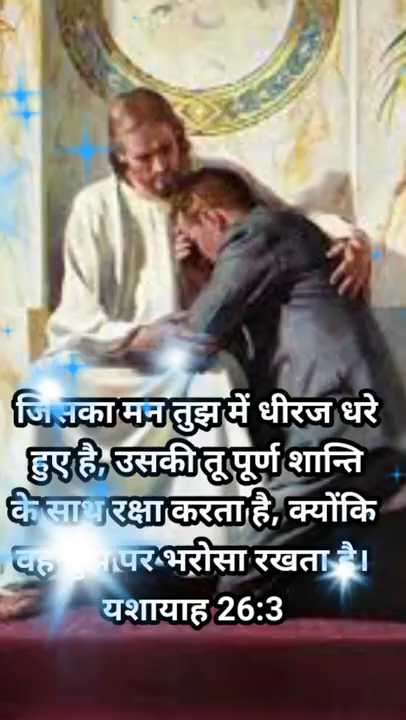 जिसका मन तुझ में धीरज धरे
हुए है, उसकी तू पूर्ण शान्ति
के साथ रक्षा करता है, क्योंकि
वह पर भरोसा रखता है।
यशायाह 26:3